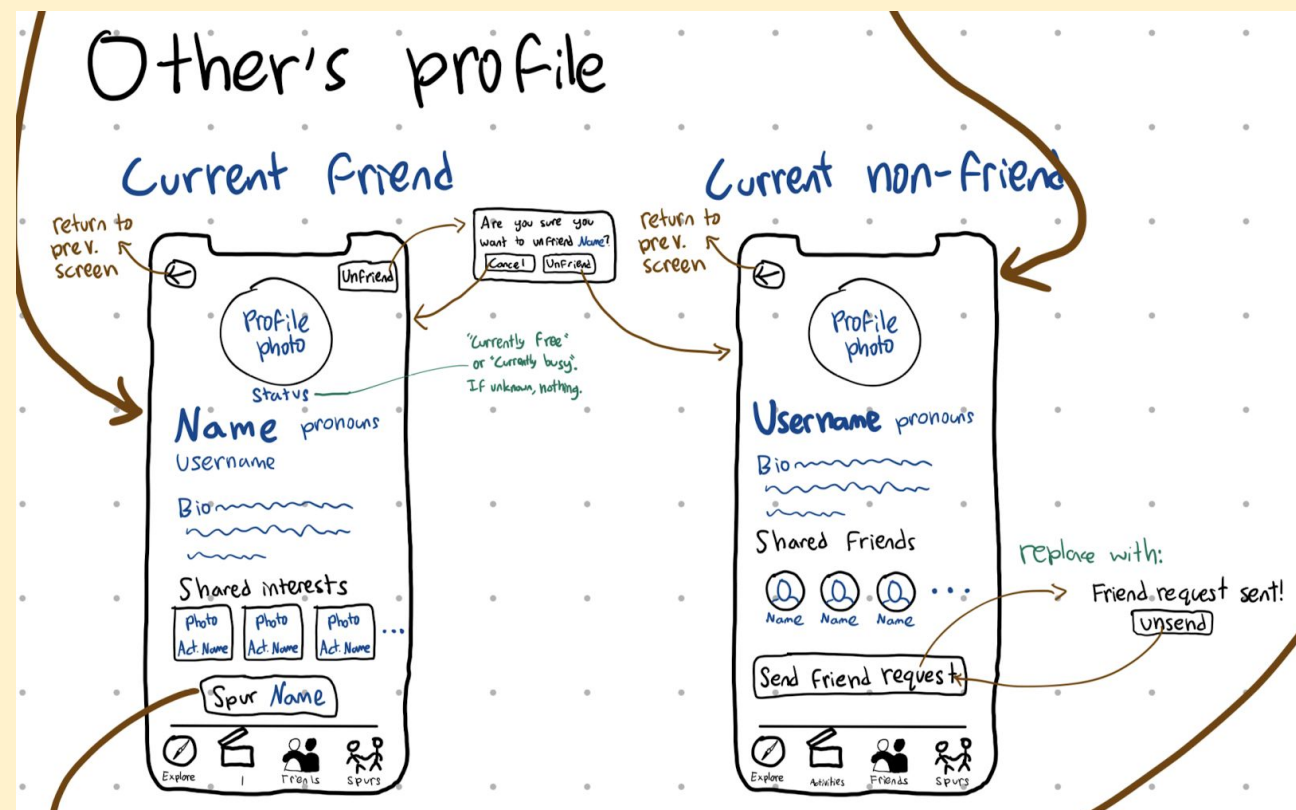 Other's profile
Current Friend
return to
prev.
screen
Unfriend
Profile
photo
Status
Name pronouns
Username
Bio
Shared interests
Photo
Act. Name
Photo
Act. Name
Photo
Act. Name
...
Spur Name
Explore
Friends
Spurs
Are you sure you
want to unfriend Name?
Cancel
Unfriend
"Currently Free"
or "Currently busy".
If unknown, nothing.
Current non-friend
return to
prev.
screen
Profile
photo
Username pronouns
Bio
Shared Friends
Name
Name
Name
...
Send Friend request
Explore
Activities
Friends
Spurs
replace with:
Friend request sent!
Unsend